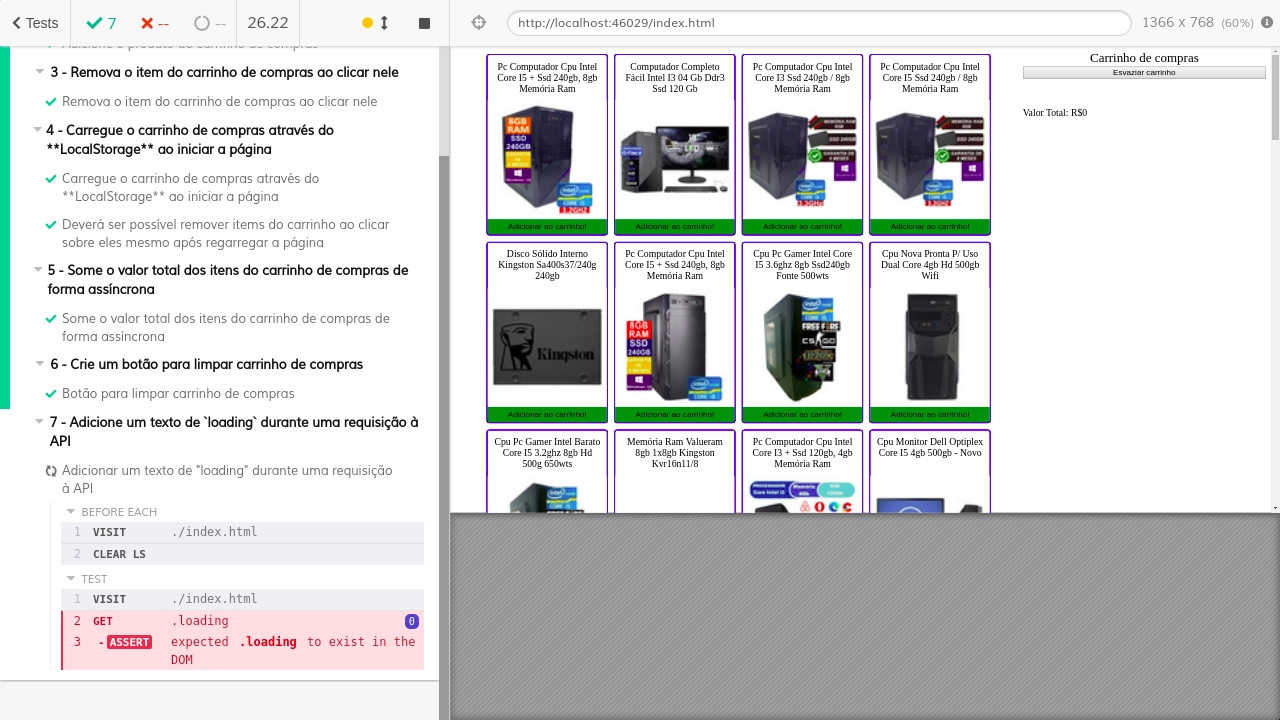 Tests
7
--
--
26.22
http://localhost:46029/index.html
1366 x 768 (60%)
Adicione o produto ao carrinho de compras
3 - Remova o item do carrinho de compras ao clicar nele
Remova o item do carrinho de compras ao clicar nele
4 - Carregue o carrinho de compras através do
**LocalStorage** ao iniciar a página
Carregue o carrinho de compras através do
**LocalStorage** ao iniciar a página
Deverá ser possível remover items do carrinho ao clicar
sobre eles mesmo após regarregar a página
5 - Some o valor total dos itens do carrinho de compras de
forma assíncrona
Some o valor total dos itens do carrinho de compras de
forma assíncrona
6 - Crie um botão para limpar carrinho de compras
Botão para limpar carrinho de compras
7 - Adicione um texto de `loading` durante uma requisição à
API
Adicionar um texto de "loading" durante uma requisição
à API
BEFORE EACH
1 VISIT ./index.html
2 CLEAR LS
TEST
1 VISIT ./index.html
2 GET .loading 0
3 -ASSERT expected .loading to exist in the
DOM
Pc Computador Cpu Intel
Core I5 + Ssd 240gb, 8gb
Memória Ram
Adicionar ao carrinho!
Computador Completo
Fácil Intel I3 04 Gb Ddr3
Ssd 120 Gb
Adicionar ao carrinho!
Pc Computador Cpu Intel
Core I3 Ssd 240gb / 8gb
Memória Ram
Adicionar ao carrinho!
Pc Computador Cpu Intel
Core I5 Ssd 240gb / 8gb
Memória Ram
Adicionar ao carrinho!
Disco Sólido Interno
Kingston Sa400s37/240g
240gb
Kingston
Adicionar ao carrinho!
Pc Computador Cpu Intel
Core I5 + Ssd 240gb, 8gb
Memória Ram
8GB
RAM
SSD
240GB
Adicionar ao carrinho!
Cpu Pc Gamer Intel Core
I5 3.6ghz 8gb Ssd240gb
Fonte 500wts
Adicionar ao carrinho!
Cpu Nova Pronta P/ Uso
Dual Core 4gb Hd 500gb
Wifi
Adicionar ao carrinho!
Cpu Pc Gamer Intel Barato
Core I5 3.2ghz 8gb Hd
500g 650wts
Memória Ram Valueram
8gb 1x8gb Kingston
Kvr16n11/8
Pc Computador Cpu Intel
Core I3 + Ssd 120gb, 4gb
Memória Ram
Cpu Monitor Dell Optiplex
Core I5 4gb 500gb - Novo
Carrinho de compras
Esvaziar carrinho
Valor Total: R$0